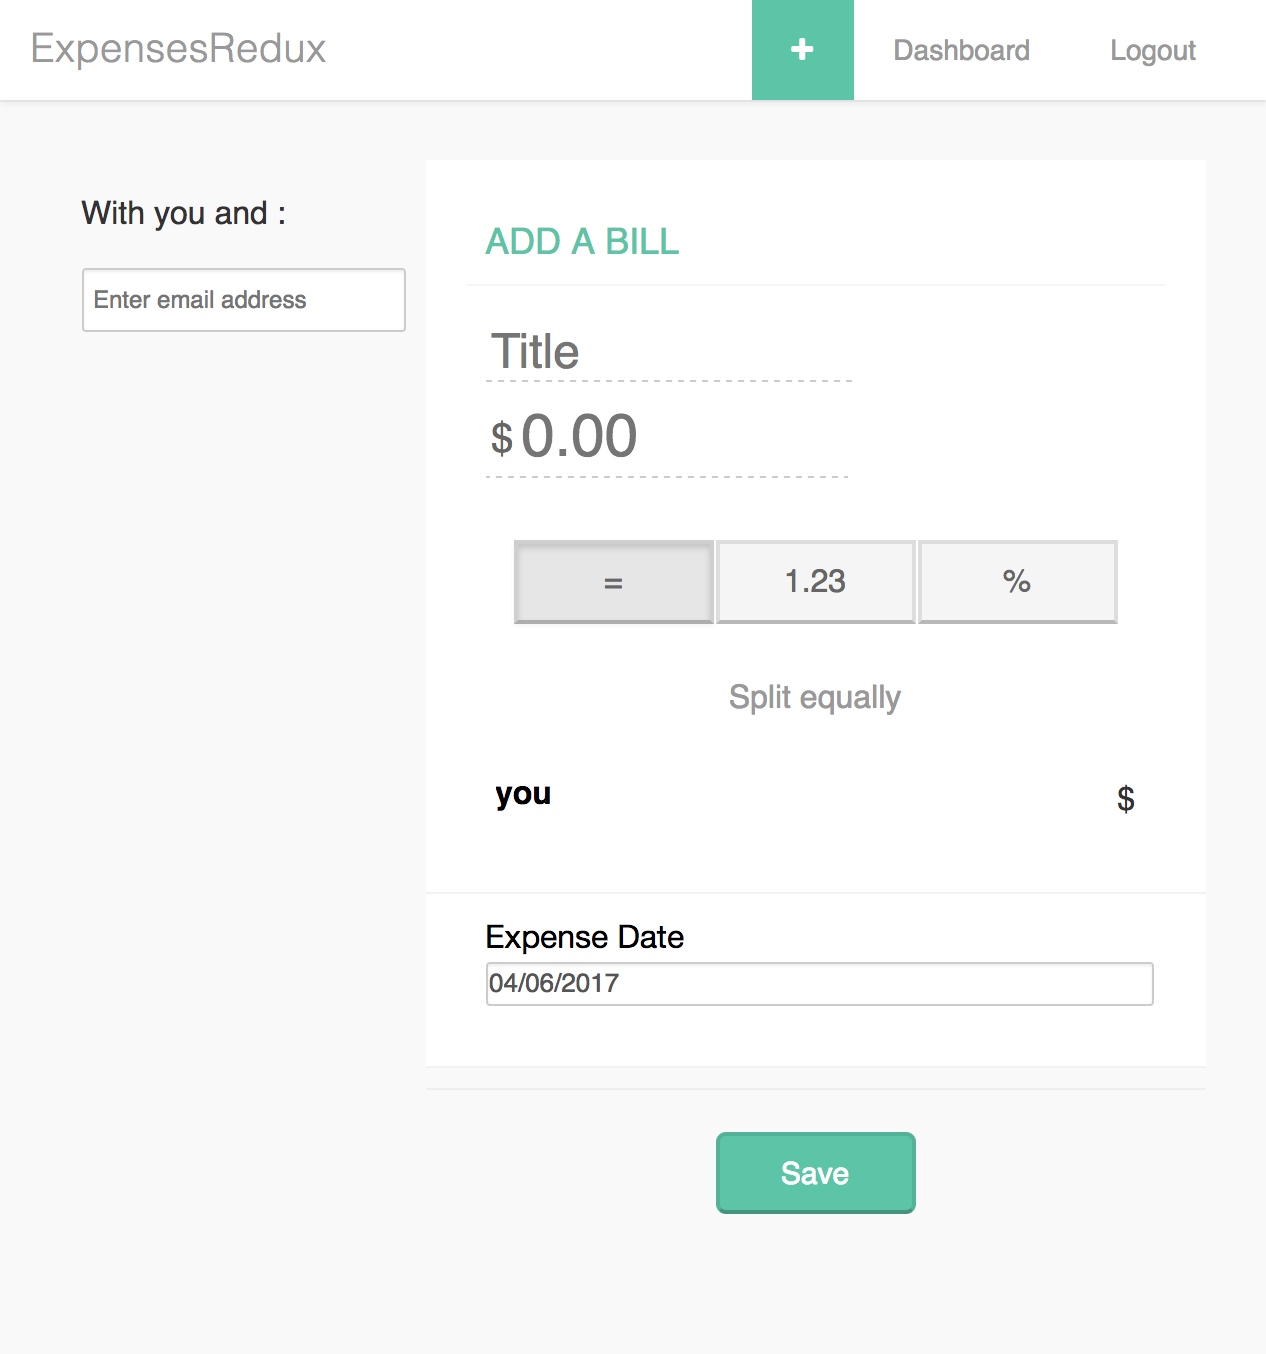 ExpensesRedux
+ Dashboard Logout
With you and :
Enter email address
ADD A BILL
Title
$ 0.00
= 1.23 %
Split equally
you $
Expense Date
04/06/2017
Save